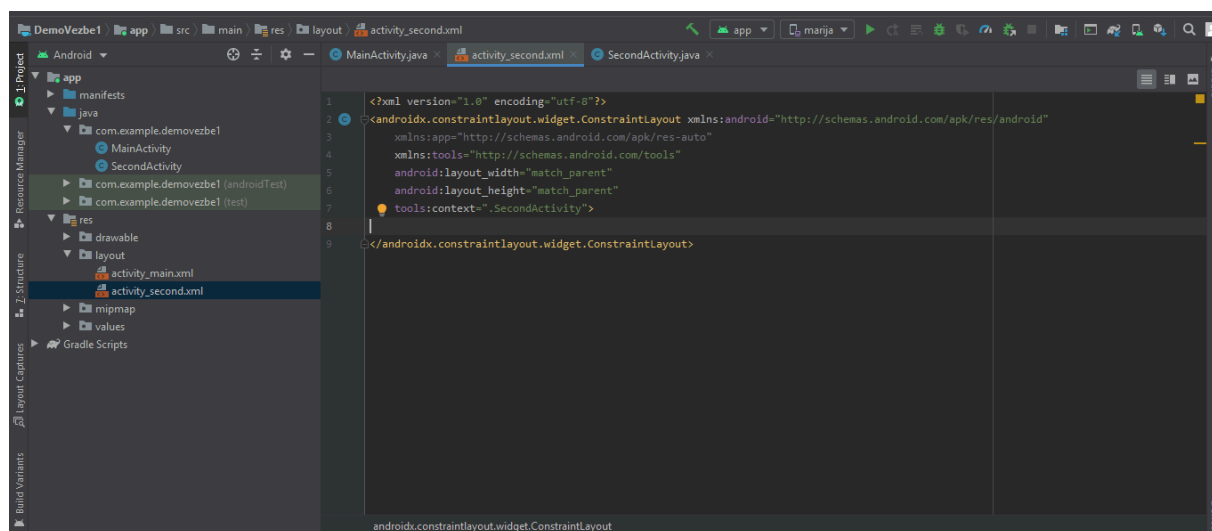 DemoVezbe1 app src main res layout activity_second.xml app marija
Android MainActivity.java activity_second.xml SecondActivity.java
1: Project
Resource Manager
Z: Structure
Layout Captures
Build Variants
app
manifests
java
com.example.demovezbe1
MainActivity
SecondActivity
com.example.demovezbe1 (androidTest)
com.example.demovezbe1 (test)
res
drawable
layout
activity_main.xml
activity_second.xml
mipmap
values
Gradle Scripts
1 <?xml version="1.0" encoding="utf-8"?>
2 <androidx.constraintlayout.widget.ConstraintLayout xmlns:android="http://schemas.android.com/apk/res/android"
3 xmlns:app="http://schemas.android.com/apk/res-auto"
4 xmlns:tools="http://schemas.android.com/tools"
5 android:layout_width="match_parent"
6 android:layout_height="match_parent"
7 tools:context=".SecondActivity">
8
9 </androidx.constraintlayout.widget.ConstraintLayout>
androidx.constraintlayout.widget.ConstraintLayout